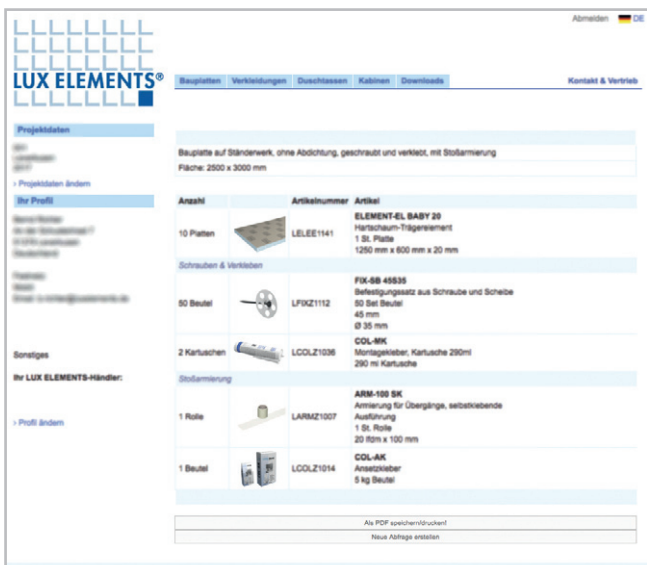 Abmelden DE
LUX ELEMENTS®
Bauplatten Verkleidungen Duschtassen Kabinen Downloads Kontakt & Vertrieb
Projektdaten
› Projektdaten ändern
Ihr Profil
Sonstiges
Ihr LUX ELEMENTS-Händler:
› Profil ändern
Bauplatte auf Ständerwerk, ohne Abdichtung, geschraubt und verklebt, mit Stoßarmierung
Fläche: 2500 x 3000 mm
Anzahl Artikelnummer Artikel
10 Platten LELEE1141
ELEMENT-EL BABY 20
Hartschaum-Trägerelement
1 St. Platte
1250 mm x 600 mm x 20 mm
Schrauben & Verkleben
50 Beutel LFIXZ1112
FIX-SB 45S35
Befestigungssatz aus Schraube und Scheibe
50 Set Beutel
45 mm
Ø 35 mm
2 Kartuschen LCOLZ1036
COL-MK
Montagekleber, Kartusche 290ml
290 ml Kartusche
Stoßarmierung
1 Rolle LARMZ1007
ARM-100 SK
Armierung für Übergänge, selbstklebende
Ausführung
1 St. Rolle
20 lfdm x 100 mm
1 Beutel LCOLZ1014
COL-AK
Ansetzkleber
5 kg Beutel
Als PDF speichern/drucken!
Neue Abfrage erstellen